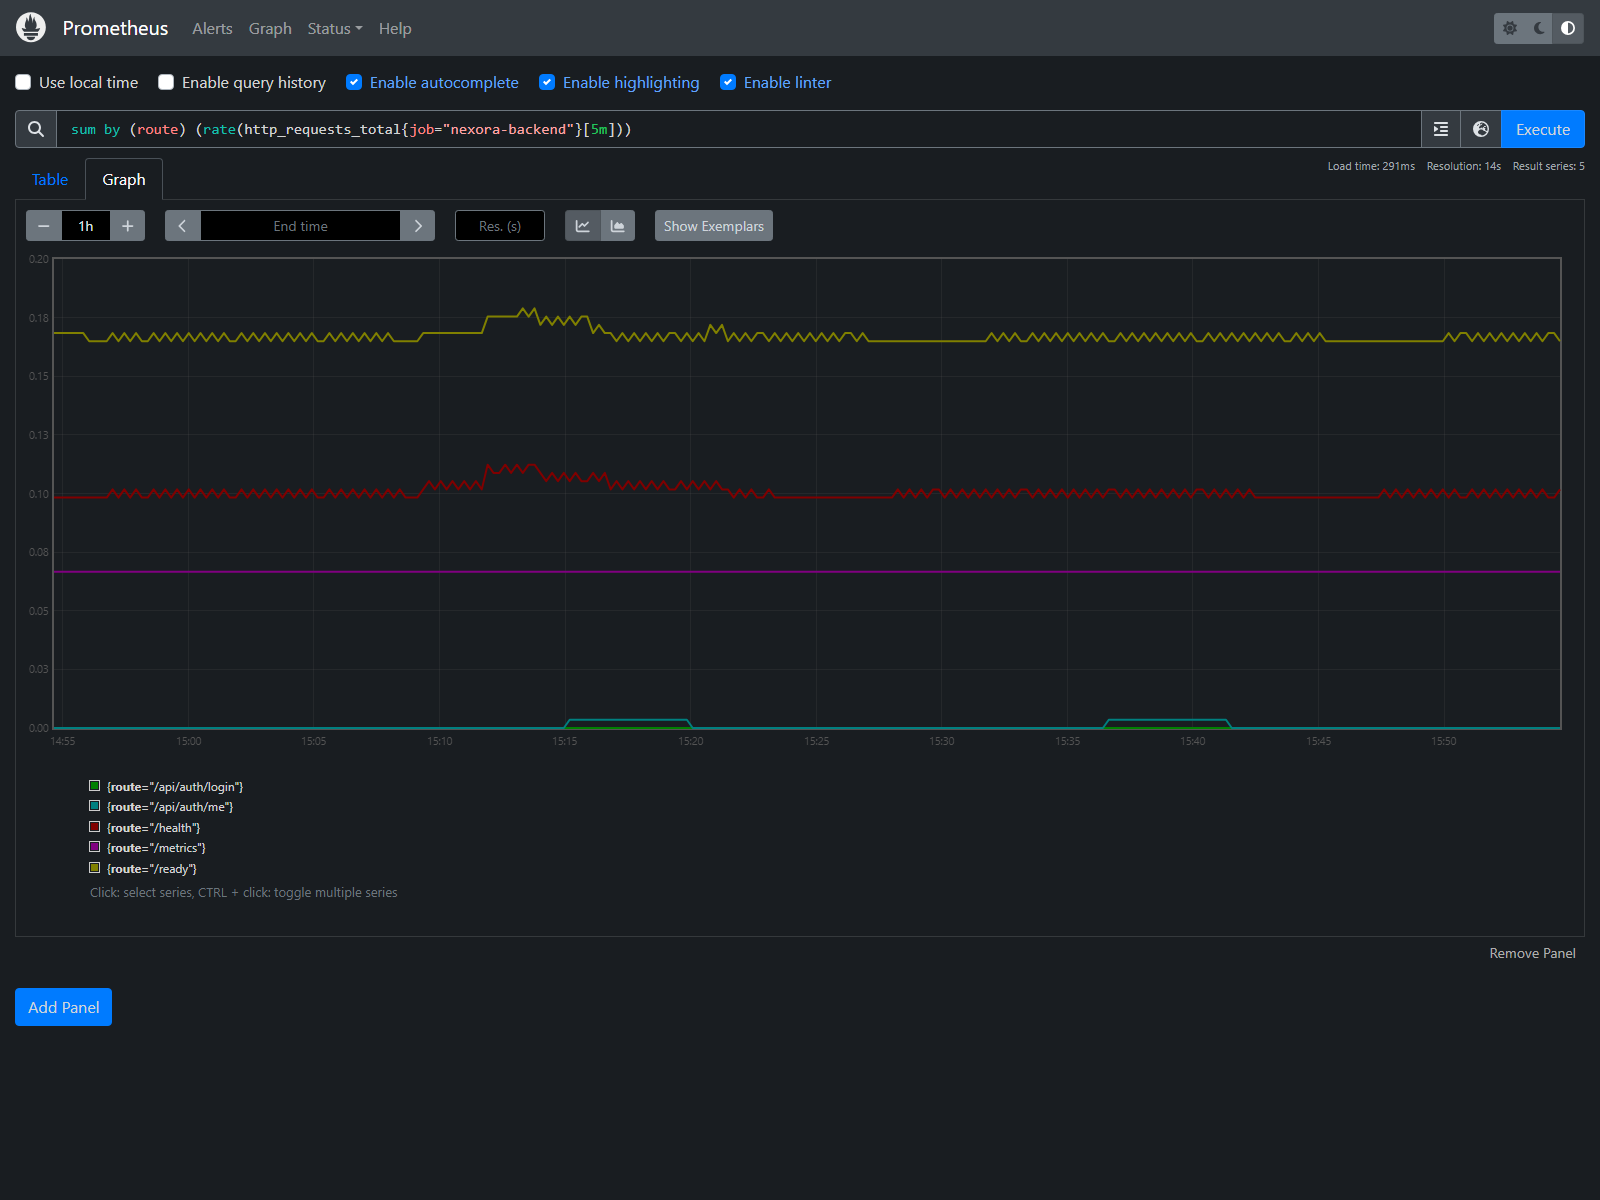 Prometheus Alerts Graph Status Help
Use local time Enable query history Enable autocomplete Enable highlighting Enable linter
sum by (route) (rate(http_requests_total{job="nexora-backend"}[5m])) Execute
Load time: 291ms Resolution: 14s Result series: 5
Table Graph
1h End time Res. (s) Show Exemplars
0.20
0.18
0.15
0.13
0.10
0.08
0.05
0.03
0.00
14:55 15:00 15:05 15:10 15:15 15:20 15:25 15:30 15:35 15:40 15:45 15:50
{route="/api/auth/login"}
{route="/api/auth/me"}
{route="/health"}
{route="/metrics"}
{route="/ready"}
Click: select series, CTRL + click: toggle multiple series
Remove Panel
Add Panel